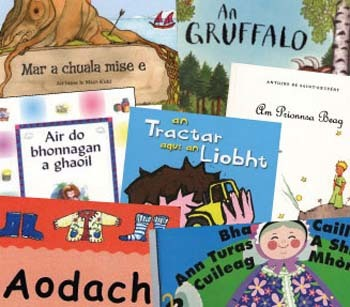 Mar a chuala mise e
An
GRUFFALO
ANTOINE DE SAINT-EXUPÉRY
Am Prionnsa Beag
Air do
bhonnagan
a ghaoil
an
Tractar
agus an
Liobht
Aodach
Bha
Ann Turas
Cuileag
Caill
A Sh
Mhòr